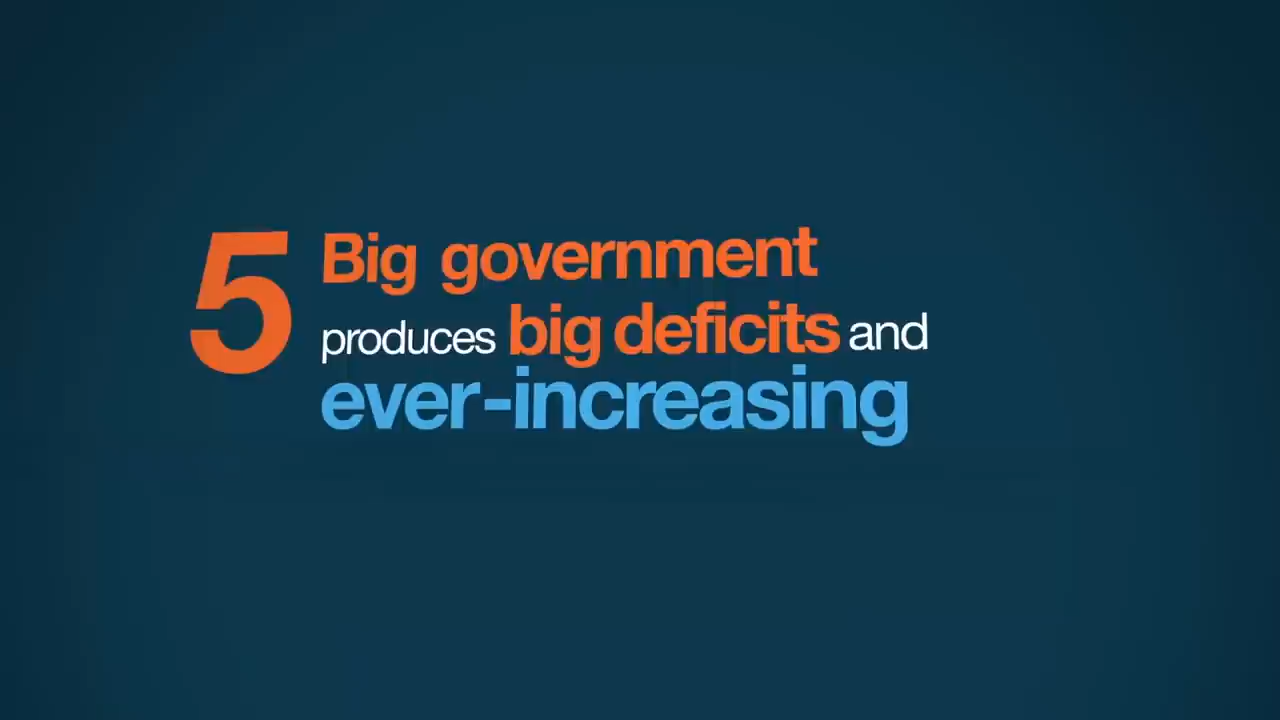 5 Big government
produces big deficits and
ever-increasing